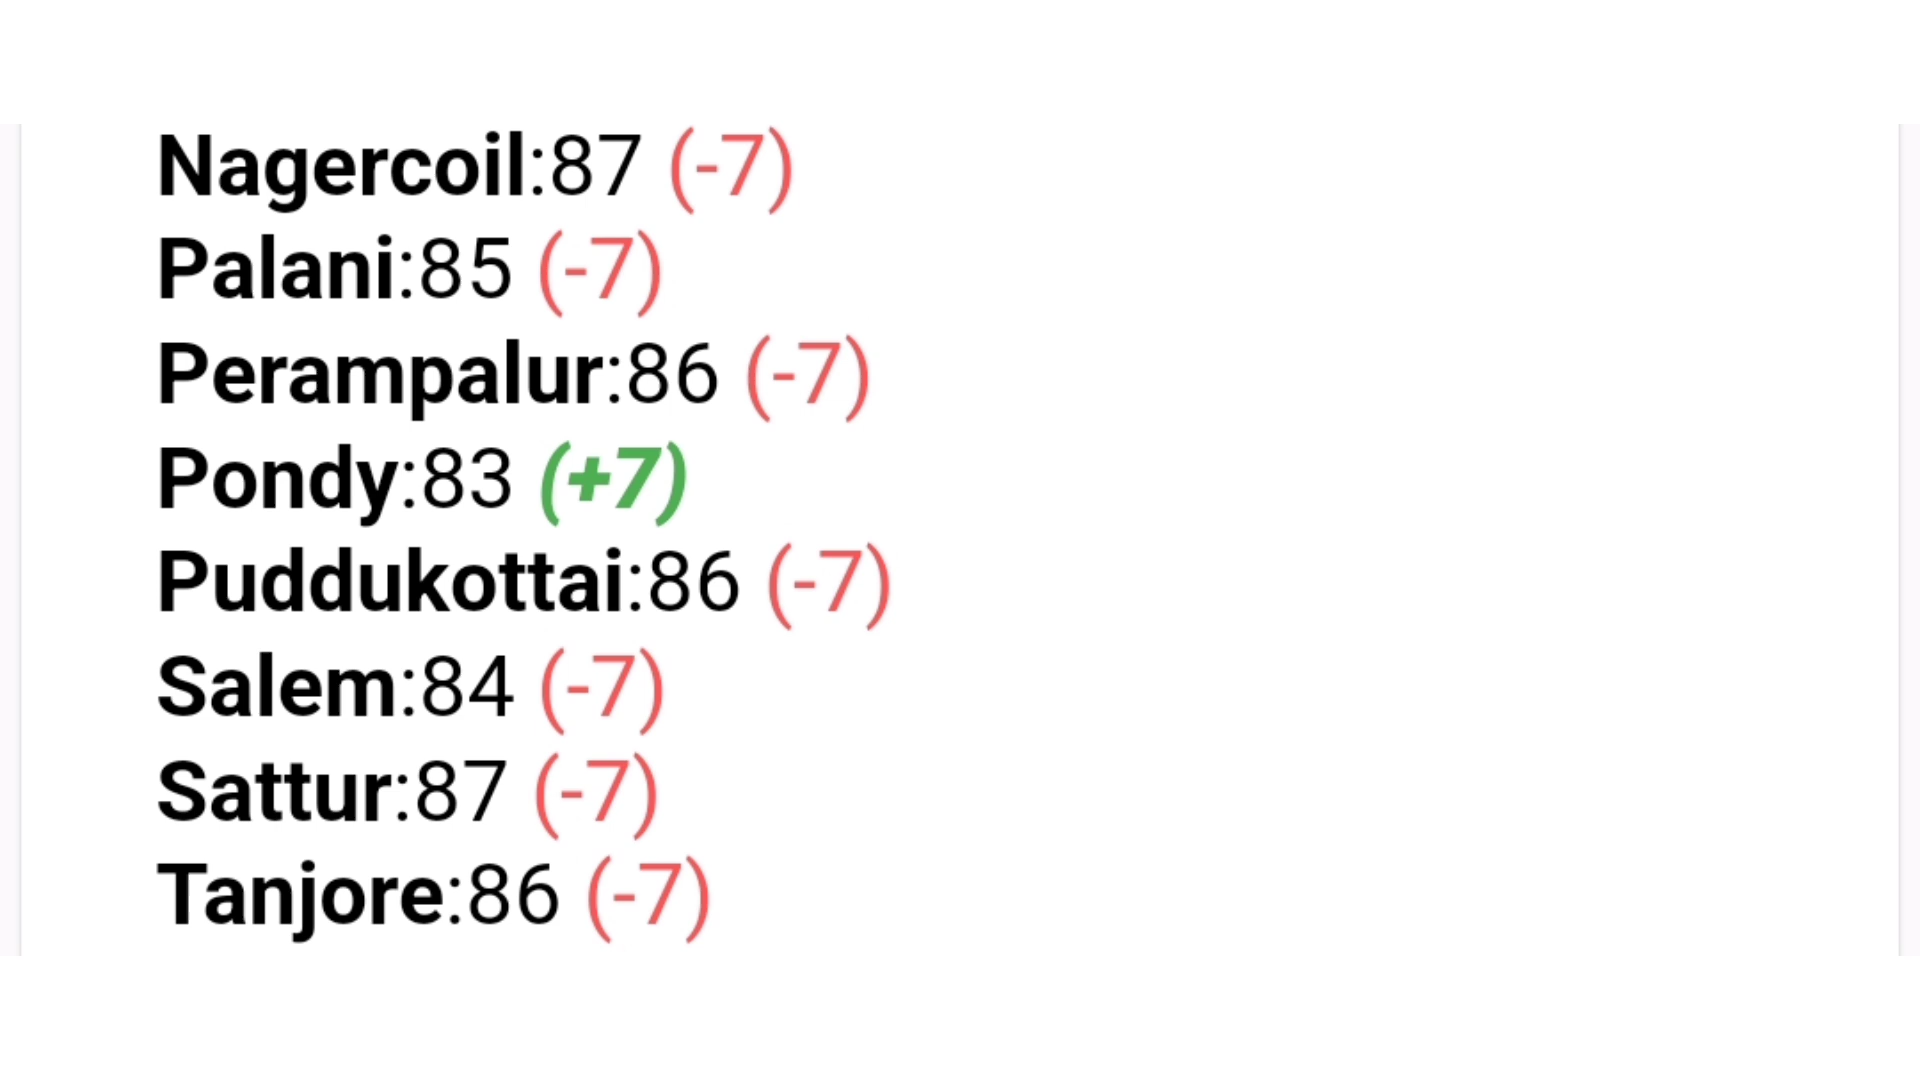 Nagercoil:87 (-7)
Palani:85 (-7)
Perampalur:86 (-7)
Pondy:83 (+7)
Puddukottai:86 (-7)
Salem:84 (-7)
Sattur:87 (-7)
Tanjore:86 (-7)